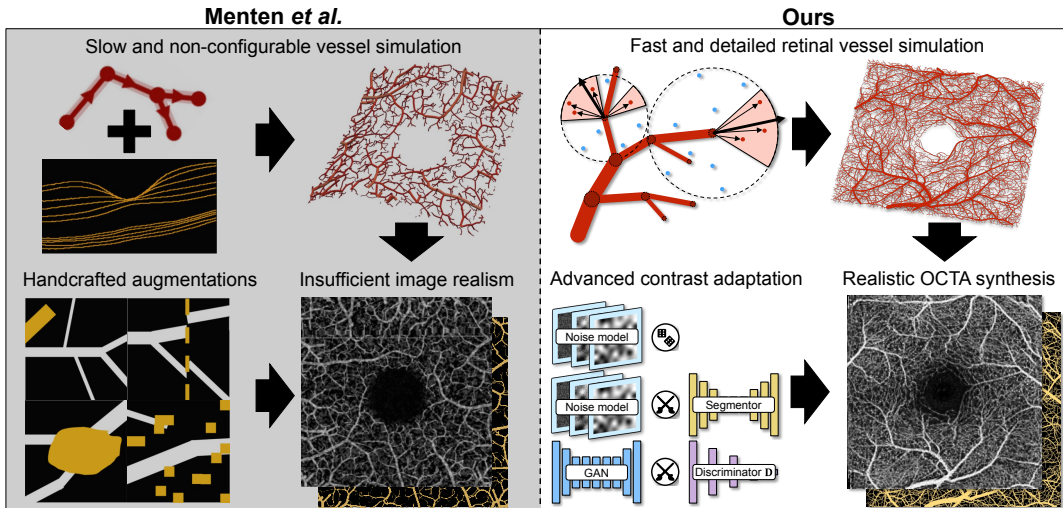 Menten et al.
Slow and non-configurable vessel simulation
Handcrafted augmentations
Insufficient image realism
Ours
Fast and detailed retinal vessel simulation
Advanced contrast adaptation
Realistic OCTA synthesis
Noise model
Noise model
Segmentor
GAN
Discriminator D